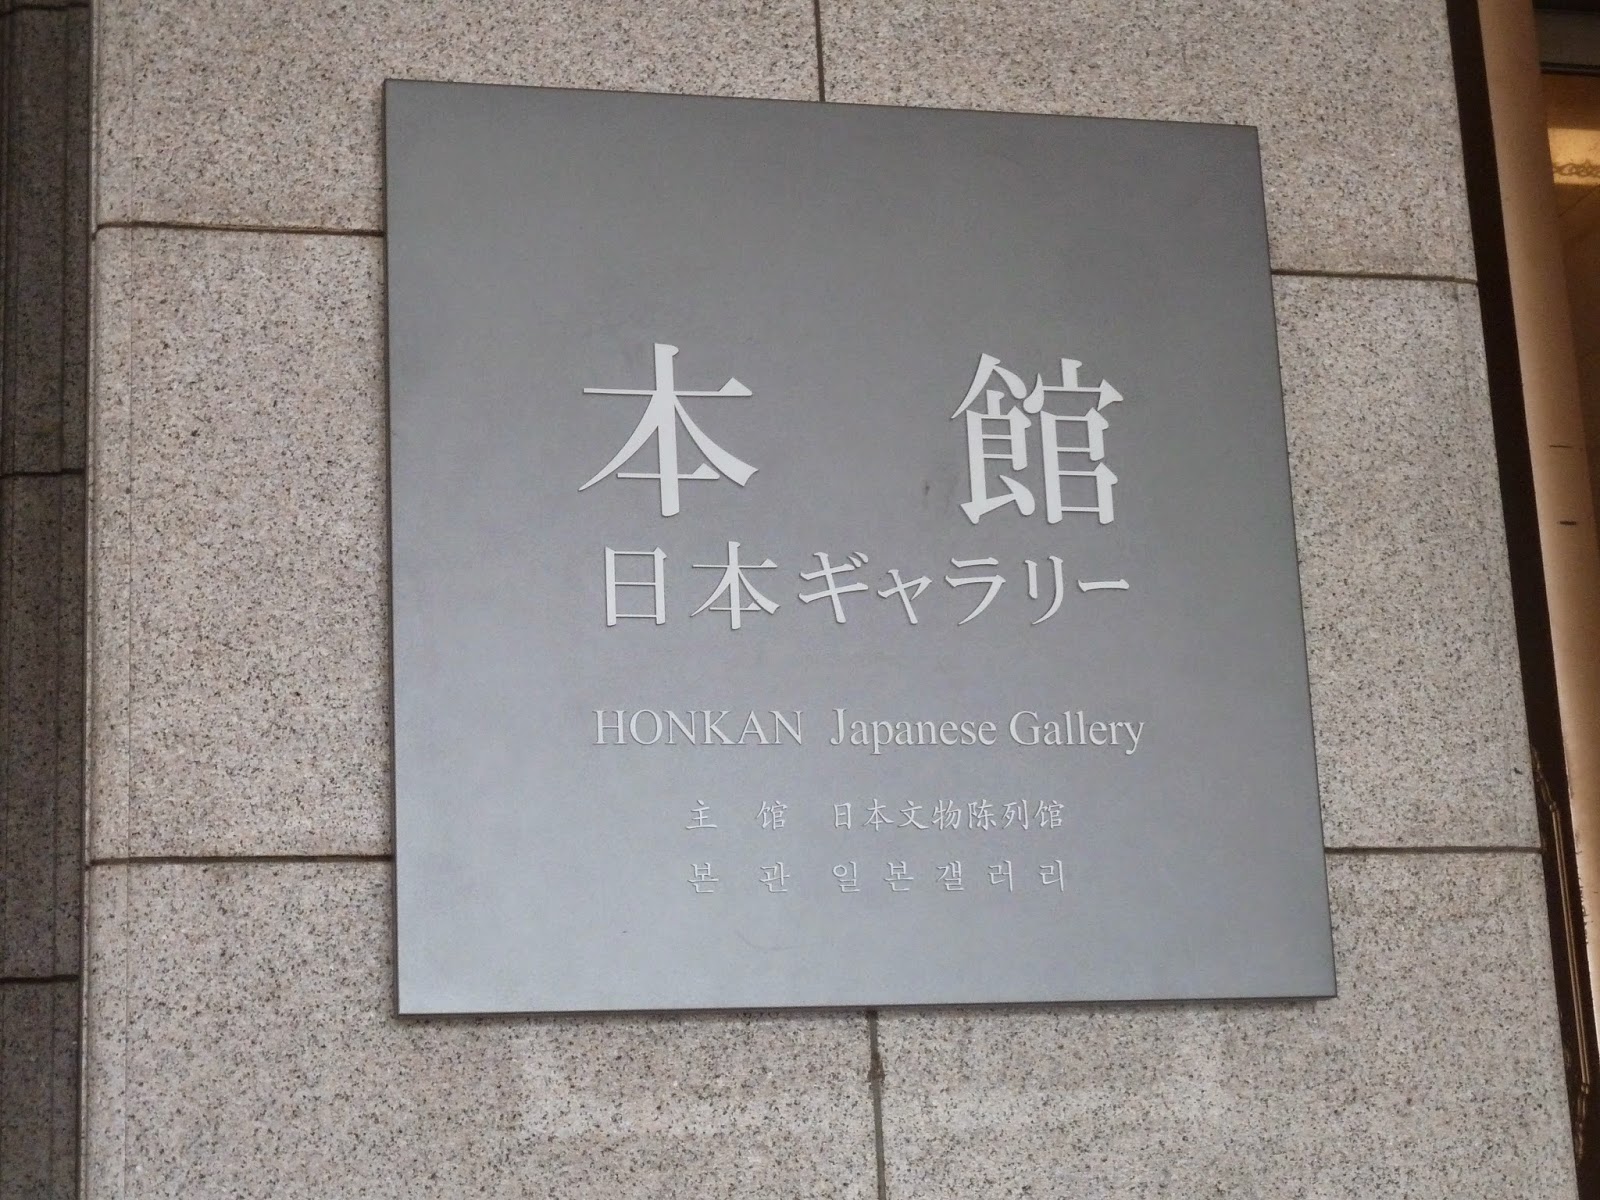 本館
日本ギャラリー
HONKAN Japanese Gallery
主 馆 日本文物陈列馆
본 관 일본갤러리